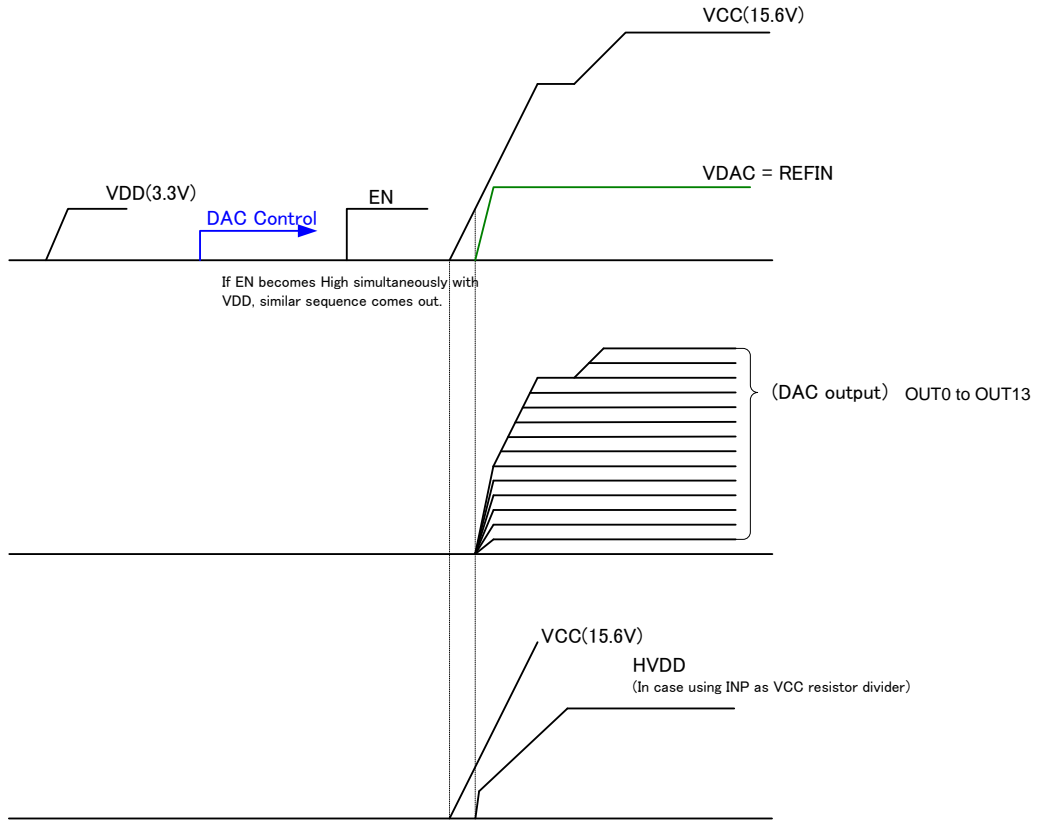 VCC(15.6V)
VDAC = REFIN
VDD(3.3V)
DAC Control
EN
If EN becomes High simultaneously with
VDD, similar sequence comes out.
(DAC output) OUT0 to OUT13
VCC(15.6V)
HVDD
(In case using INP as VCC resistor divider)